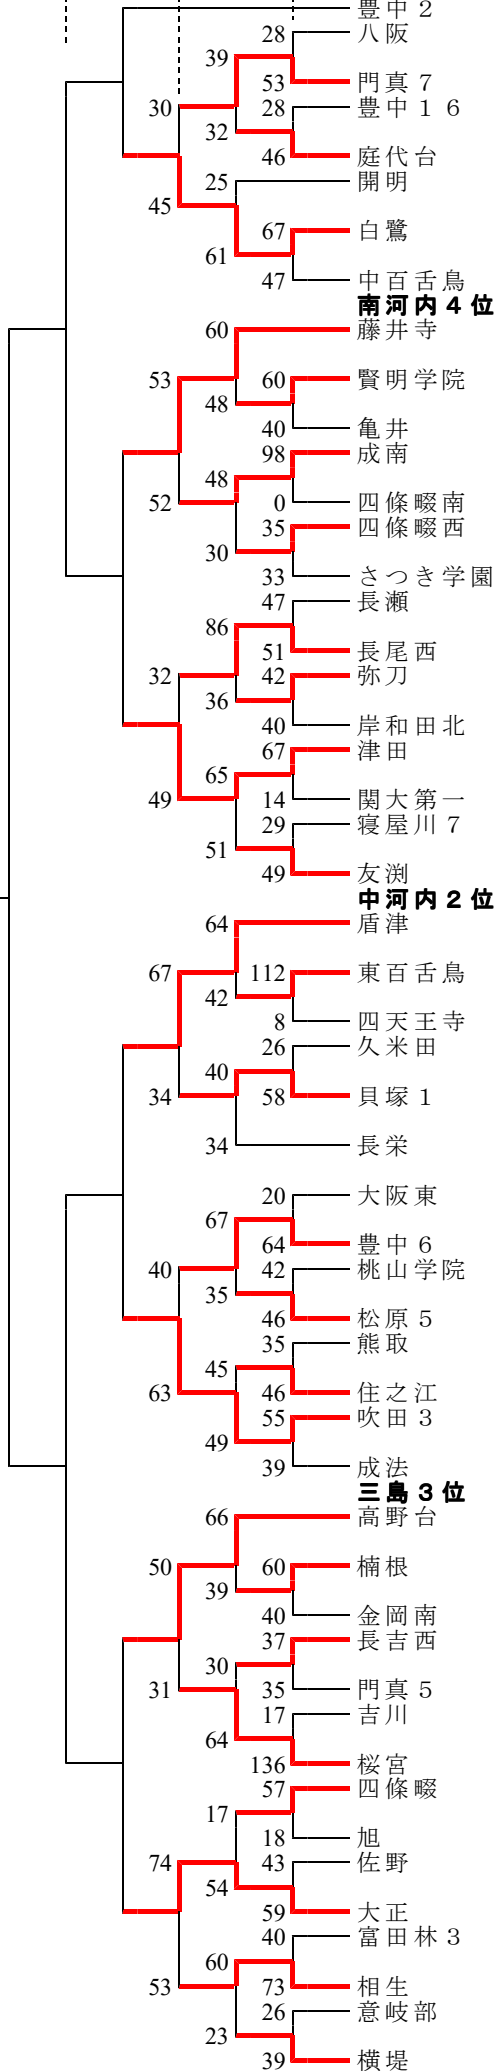 豊中２
28 八阪
39
53 門真７
30 28 豊中１６
32
46 庭代台
25 開明
45
67 白鷺
61
47 中百舌鳥
南河内４位
60 藤井寺
53 60 賢明学院
48
40 亀井
98 成南
48
52 0 四條畷南
35 四條畷西
30
33 さつき学園
47 長瀬
86
51 長尾西
32 42 弥刀
36
40 岸和田北
67 津田
65
49 14 関大第一
29 寝屋川７
51
49 友渕
中河内２位
64 盾津
67 112 東百舌鳥
42
8 四天王寺
26 久米田
40
34 58 貝塚１
34 長栄
20 大阪東
67
64 豊中６
40 42 桃山学院
35
46 松原５
35 熊取
45
63 46 住之江
55 吹田３
49
39 成法
三島３位
66 高野台
50 60 楠根
39
40 金岡南
37 長吉西
30
31 35 門真５
17 吉川
64
136 桜宮
57 四條畷
17
18 旭
74 43 佐野
54
59 大正
40 富田林３
60
53 73 相生
26 意岐部
23
39 横堤